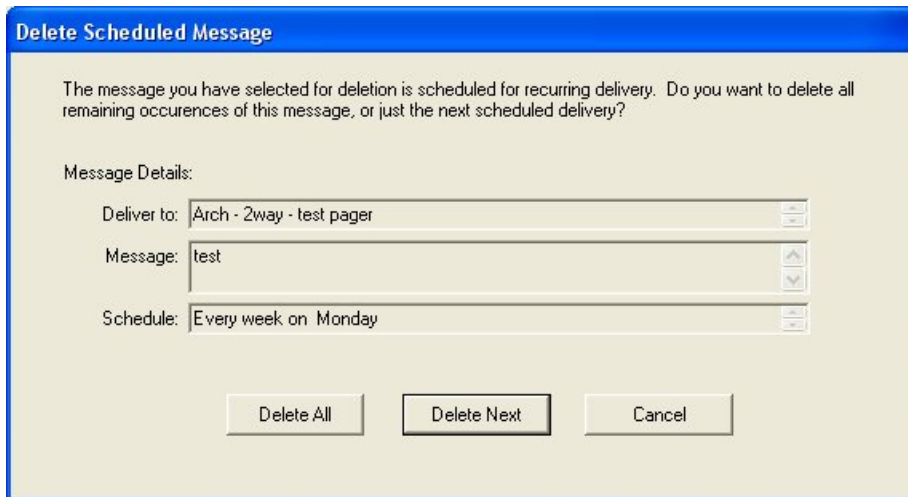 Delete Scheduled Message
The message you have selected for deletion is scheduled for recurring delivery. Do you want to delete all
remaining occurences of this message, or just the next scheduled delivery?
Message Details:
Deliver to: Arch - 2way - test pager
Message: test
Schedule: Every week on Monday
Delete All Delete Next Cancel